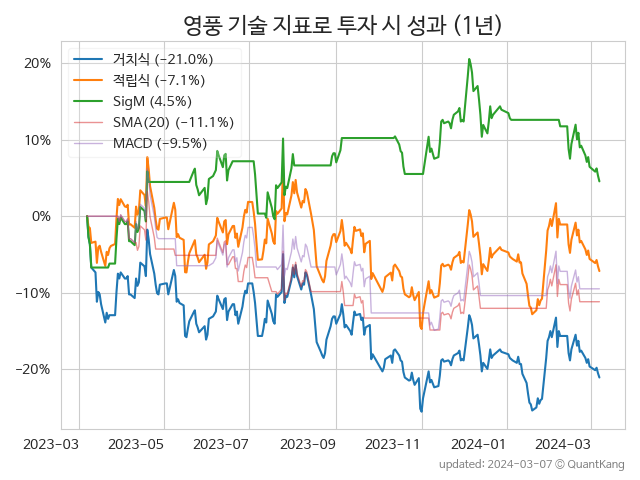 영풍 기술 지표로 투자 시 성과 (1년)
거치식 (−21.0%)
적립식 (−7.1%)
SigM (4.5%)
SMA(20) (−11.1%)
MACD (−9.5%)
20%
10%
0%
−10%
−20%
2023-03 2023-05 2023-07 2023-09 2023-11 2024-01 2024-03
updated: 2024-03-07 © QuantKang